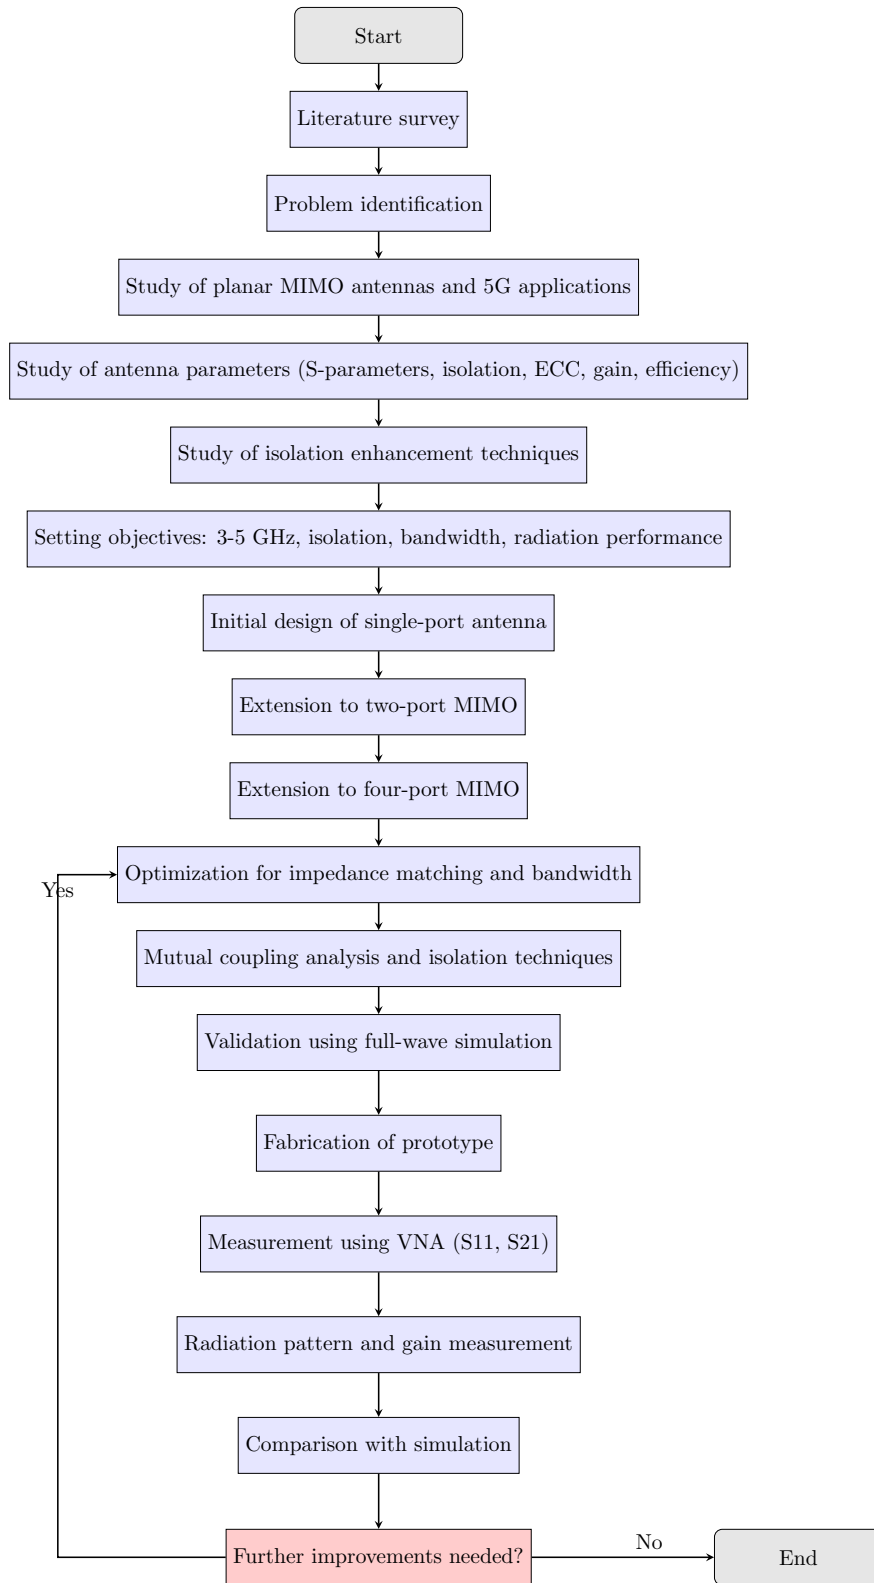 Start
Literature survey
Problem identification
Study of planar MIMO antennas and 5G applications
Study of antenna parameters (S-parameters, isolation, ECC, gain, efficiency)
Study of isolation enhancement techniques
Setting objectives: 3-5 GHz, isolation, bandwidth, radiation performance
Initial design of single-port antenna
Extension to two-port MIMO
Extension to four-port MIMO
Optimization for impedance matching and bandwidth
Yes
Mutual coupling analysis and isolation techniques
Validation using full-wave simulation
Fabrication of prototype
Measurement using VNA (S11, S21)
Radiation pattern and gain measurement
Comparison with simulation
Further improvements needed?
No
End